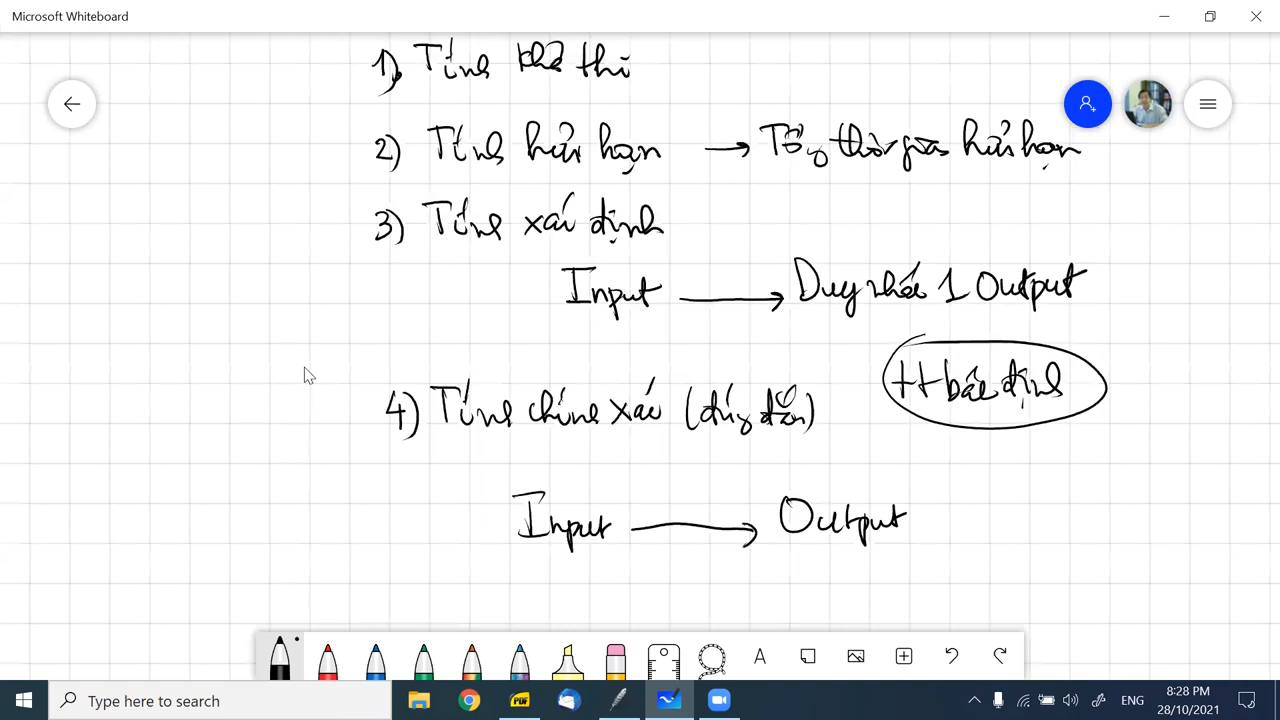 Microsoft Whiteboard
1) Tính khả thi
2) Tính hữu hạn → Tổng thời gian hữu hạn
3) Tính xác định
Input → Duy nhất 1 Output
tt bất định
4) Tính chính xác (đúng đắn)
Input → Output
A
Type here to search
PDF
ENG
8:28 PM
28/10/2021